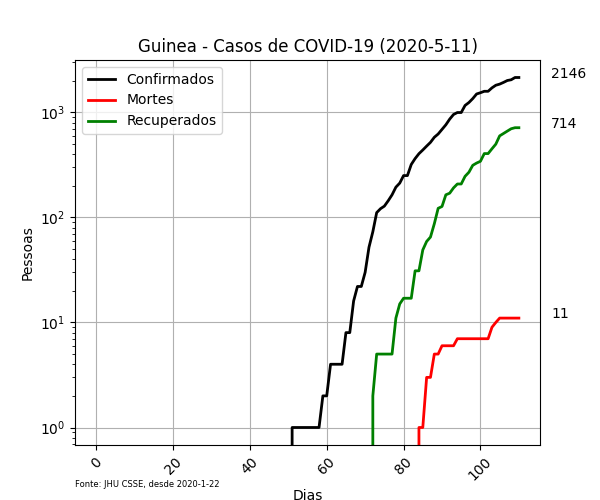 Guinea - Casos de COVID-19 (2020-5-11)
Confirmados
Mortes
Recuperados
2146
714
11
Pessoas
10³
10²
10¹
10⁰
0 20 40 60 80 100
Fonte: JHU CSSE, desde 2020-1-22
Dias